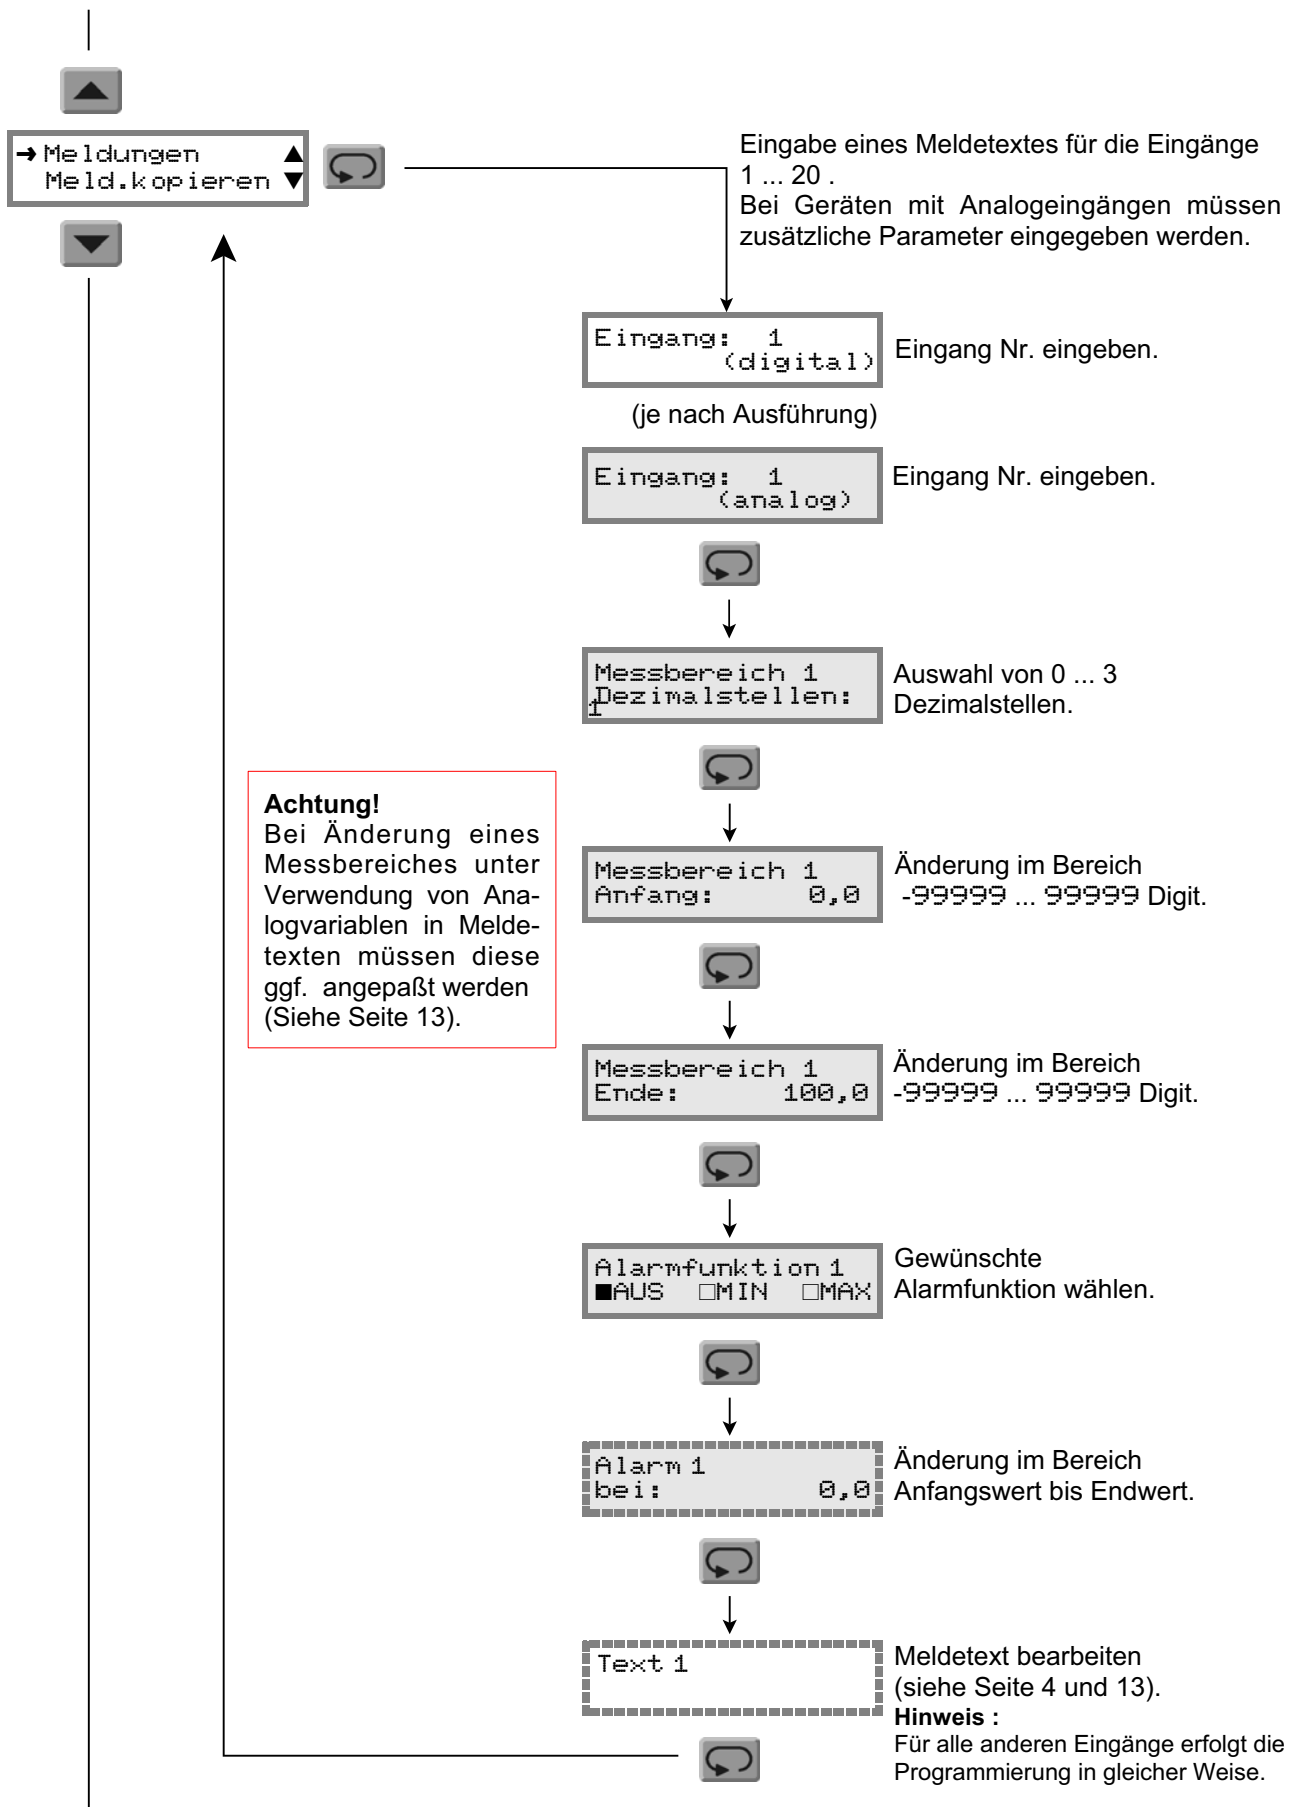 → Meldungen ▲
Meld.kopieren ▼
Eingabe eines Meldetextes für die Eingänge
1 ... 20 .
Bei Geräten mit Analogeingängen müssen
zusätzliche Parameter eingegeben werden.
Eingang: 1
(digital)
Eingang Nr. eingeben.
(je nach Ausführung)
Eingang: 1
(analog)
Eingang Nr. eingeben.
Messbereich 1
Dezimalstellen:
1
Auswahl von 0 ... 3
Dezimalstellen.
Achtung!
Bei Änderung eines
Messbereiches unter
Verwendung von Ana-
logvariablen in Melde-
texten müssen diese
ggf. angepaßt werden
(Siehe Seite 13).
Messbereich 1
Anfang: 0,0
Änderung im Bereich
-99999 ... 99999 Digit.
Messbereich 1
Ende: 100,0
Änderung im Bereich
-99999 ... 99999 Digit.
Alarmfunktion 1
■AUS □MIN □MAX
Gewünschte
Alarmfunktion wählen.
Alarm 1
bei: 0,0
Änderung im Bereich
Anfangswert bis Endwert.
Text 1
Meldetext bearbeiten
(siehe Seite 4 und 13).
Hinweis :
Für alle anderen Eingänge erfolgt die
Programmierung in gleicher Weise.